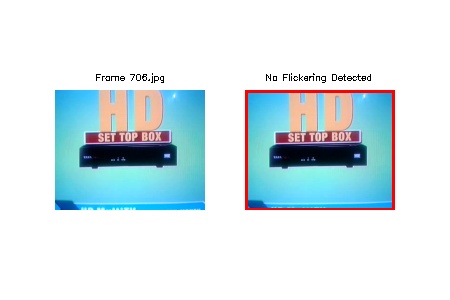 Frame 706.jpg
No Flickering Detected
HD
SET TOP BOX
HD
SET TOP BOX